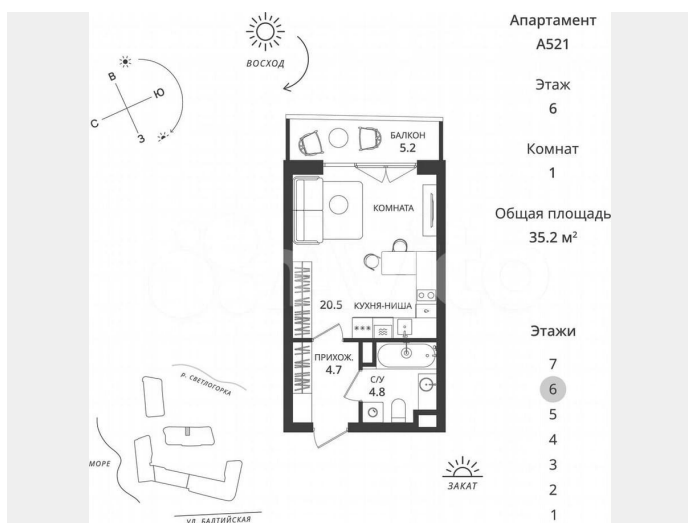 Апартамент
А521
Этаж
6
Комнат
1
Общая площадь
35.2 м²
Этажи
7
6
5
4
3
2
1
ВОСХОД
В
Ю
С
З
БАЛКОН
5.2
КОМНАТА
20.5
КУХНЯ-НИША
ПРИХОЖ.
4.7
С/У
4.8
Р. СВЕТЛОГОРКА
МОРЕ
УЛ. БАЛТИЙСКАЯ
ЗАКАТ